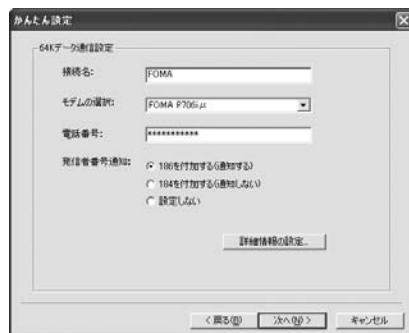 かんたん設定
64Kデータ通信設定
接続名: FOMA
モデムの選択: FOMA P706iμ
電話番号: ***********
発信者番号通知: 186を付加する(通知する)
184を付加する(通知しない)
設定しない
詳細情報の設定...
< 戻る(B) 次へ(N) > キャンセル